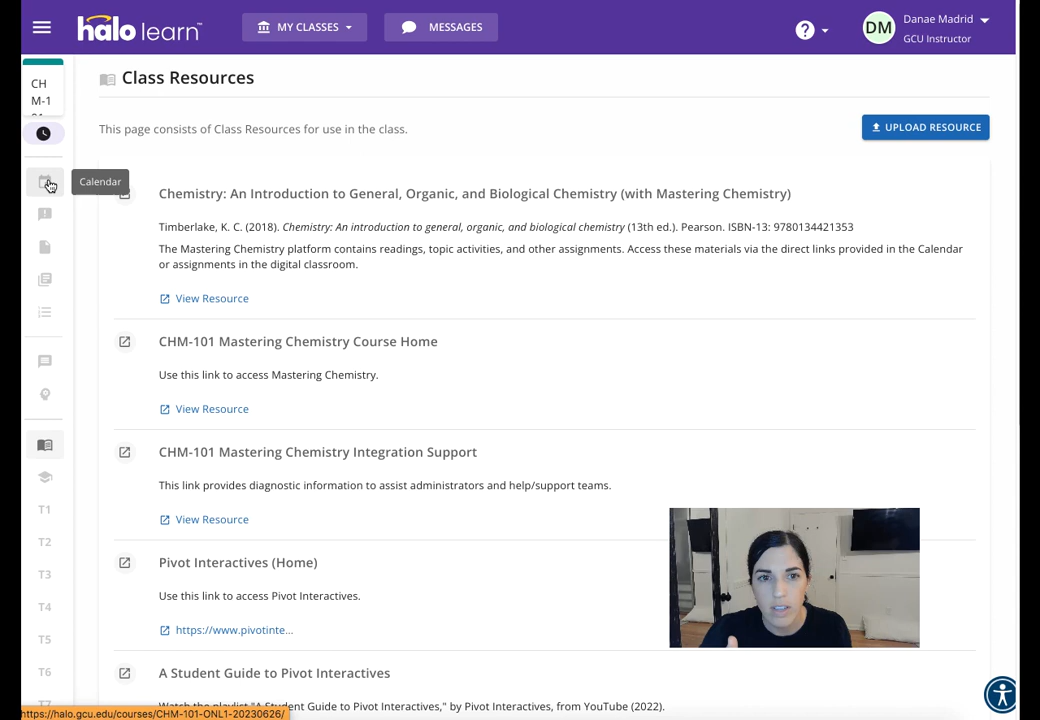 halo learn™
MY CLASSES
MESSAGES
?
DM
Danae Madrid
GCU Instructor
CH
M-1
Class Resources
This page consists of Class Resources for use in the class.
UPLOAD RESOURCE
Calendar
Chemistry: An Introduction to General, Organic, and Biological Chemistry (with Mastering Chemistry)
Timberlake, K. C. (2018). Chemistry: An introduction to general, organic, and biological chemistry (13th ed.). Pearson. ISBN-13: 9780134421353
The Mastering Chemistry platform contains readings, topic activities, and other assignments. Access these materials via the direct links provided in the Calendar
or assignments in the digital classroom.
View Resource
CHM-101 Mastering Chemistry Course Home
Use this link to access Mastering Chemistry.
View Resource
CHM-101 Mastering Chemistry Integration Support
This link provides diagnostic information to assist administrators and help/support teams.
View Resource
Pivot Interactives (Home)
Use this link to access Pivot Interactives.
https://www.pivotinte...
A Student Guide to Pivot Interactives
Watch the playlist "A Student Guide to Pivot Interactives," by Pivot Interactives, from YouTube (2022).
T1
T2
T3
T4
T5
T6
T7
https://halo.gcu.edu/courses/CHM-101-ONL1-20230626/